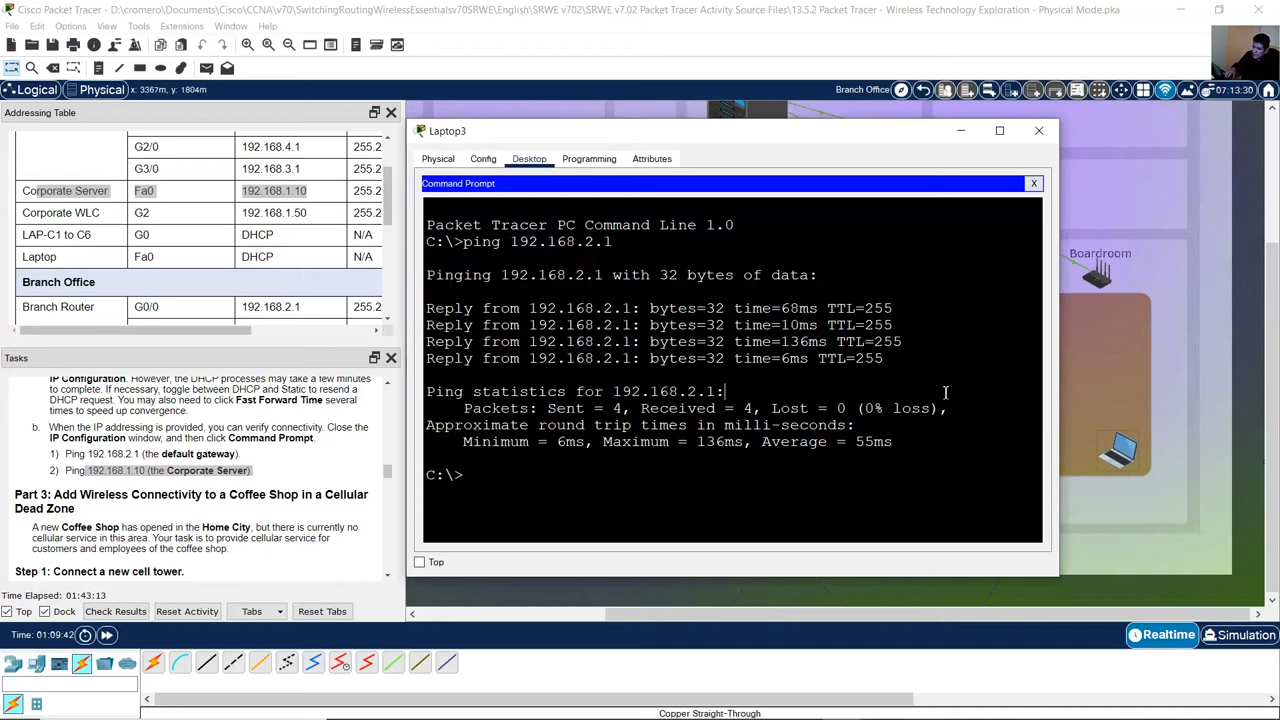 Cisco Packet Tracer - D:\cromero\Documents\Cisco\CCNA\v70\SwitchingRoutingWirelessEssentialsv70SRWE\English\SRWE v702\SRWE v7.02 Packet Tracer Activity Source Files\13.5.2 Packet Tracer - Wireless Technology Exploration - Physical Mode.pka
File Edit Options View Tools Extensions Window Help
Logical Physical x: 3367m, y: 1804m Branch Office 07:13:30
Addressing Table
G2/0 192.168.4.1 255.2
G3/0 192.168.3.1 255.2
Corporate Server Fa0 192.168.1.10 255.2
Corporate WLC G2 192.168.1.50 255.2
LAP-C1 to C6 G0 DHCP N/A
Laptop Fa0 DHCP N/A
Branch Office
Branch Router G0/0 192.168.2.1 255.2
Tasks
IP Configuration. However, the DHCP processes may take a few minutes
to complete. If necessary, toggle between DHCP and Static to resend a
DHCP request. You may also need to click Fast Forward Time several
times to speed up convergence.
b. When the IP addressing is provided, you can verify connectivity. Close the
IP Configuration window, and then click Command Prompt.
1) Ping 192.168.2.1 (the default gateway).
2) Ping 192.168.1.10 (the Corporate Server).
Part 3: Add Wireless Connectivity to a Coffee Shop in a Cellular
Dead Zone
A new Coffee Shop has opened in the Home City, but there is currently no
cellular service in this area. Your task is to provide cellular service for
customers and employees of the coffee shop.
Step 1: Connect a new cell tower.
Time Elapsed: 01:43:13
Top Dock Check Results Reset Activity Tabs Reset Tabs
Laptop3
Physical Config Desktop Programming Attributes
Command Prompt X
Packet Tracer PC Command Line 1.0
C:\>ping 192.168.2.1
Pinging 192.168.2.1 with 32 bytes of data:
Reply from 192.168.2.1: bytes=32 time=68ms TTL=255
Reply from 192.168.2.1: bytes=32 time=10ms TTL=255
Reply from 192.168.2.1: bytes=32 time=136ms TTL=255
Reply from 192.168.2.1: bytes=32 time=6ms TTL=255
Ping statistics for 192.168.2.1:
Packets: Sent = 4, Received = 4, Lost = 0 (0% loss),
Approximate round trip times in milli-seconds:
Minimum = 6ms, Maximum = 136ms, Average = 55ms
C:\>
Top
Boardroom
Time: 01:09:42 Realtime Simulation
Copper Straight-Through